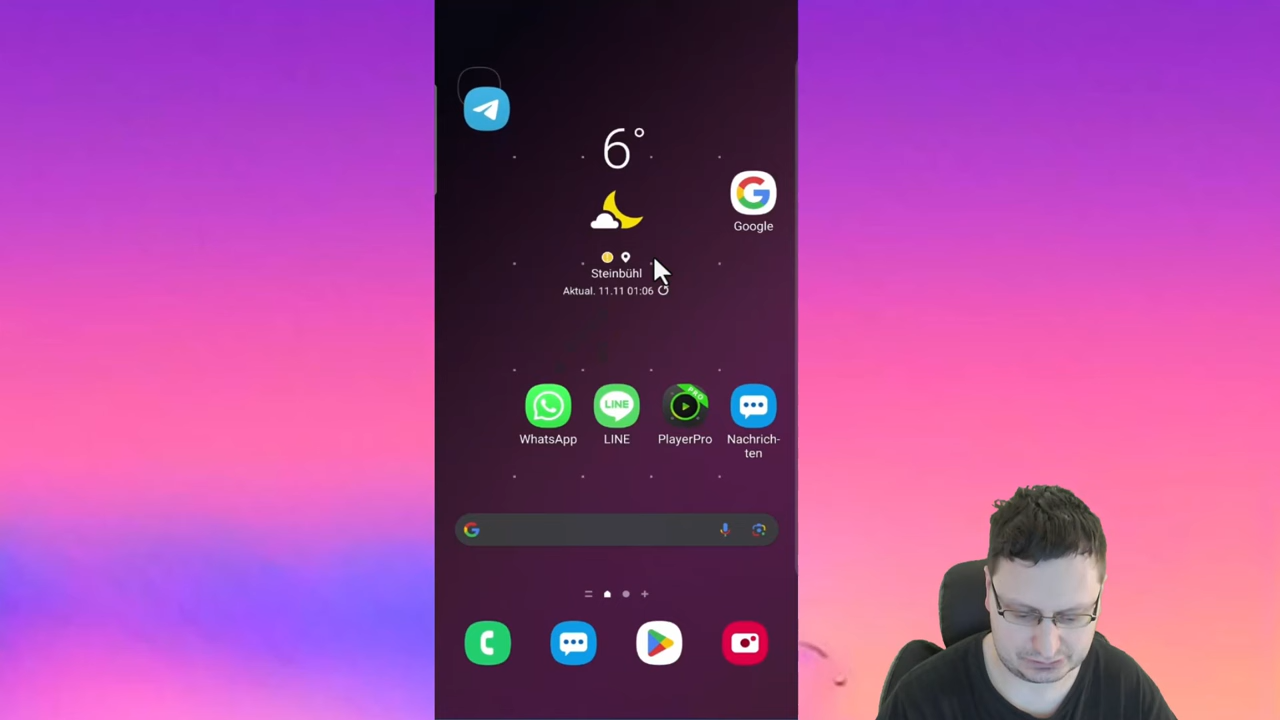 6°
Google
Steinbühl
Aktual. 11.11 01:06
LINE
PRO
WhatsApp
LINE
PlayerPro
Nachrich-
ten